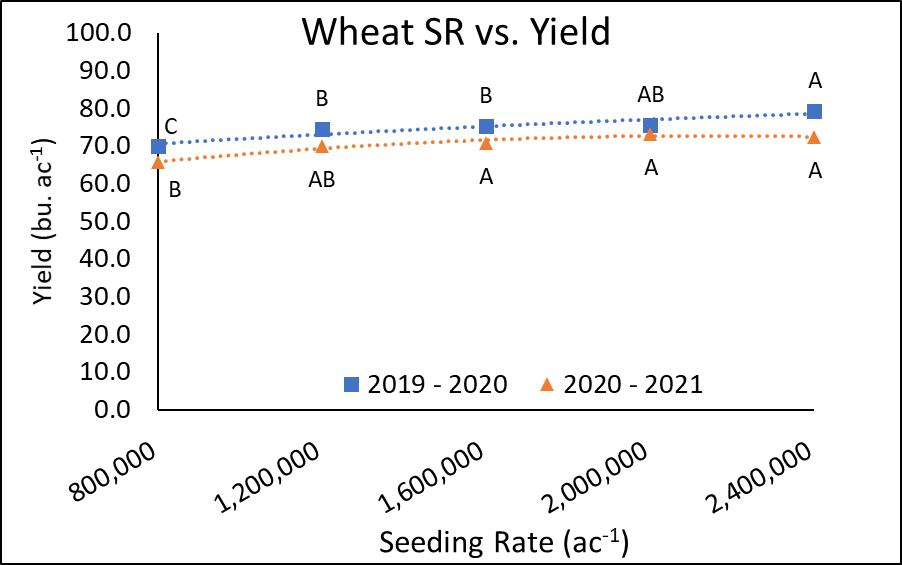 Wheat SR vs. Yield
100.0
90.0
80.0
70.0
60.0
50.0
40.0
30.0
20.0
10.0
0.0
Yield (bu. ac⁻¹)
C
B
B
AB
A
B
AB
A
A
A
2019 - 2020
2020 - 2021
800,000
1,200,000
1,600,000
2,000,000
2,400,000
Seeding Rate (ac⁻¹)